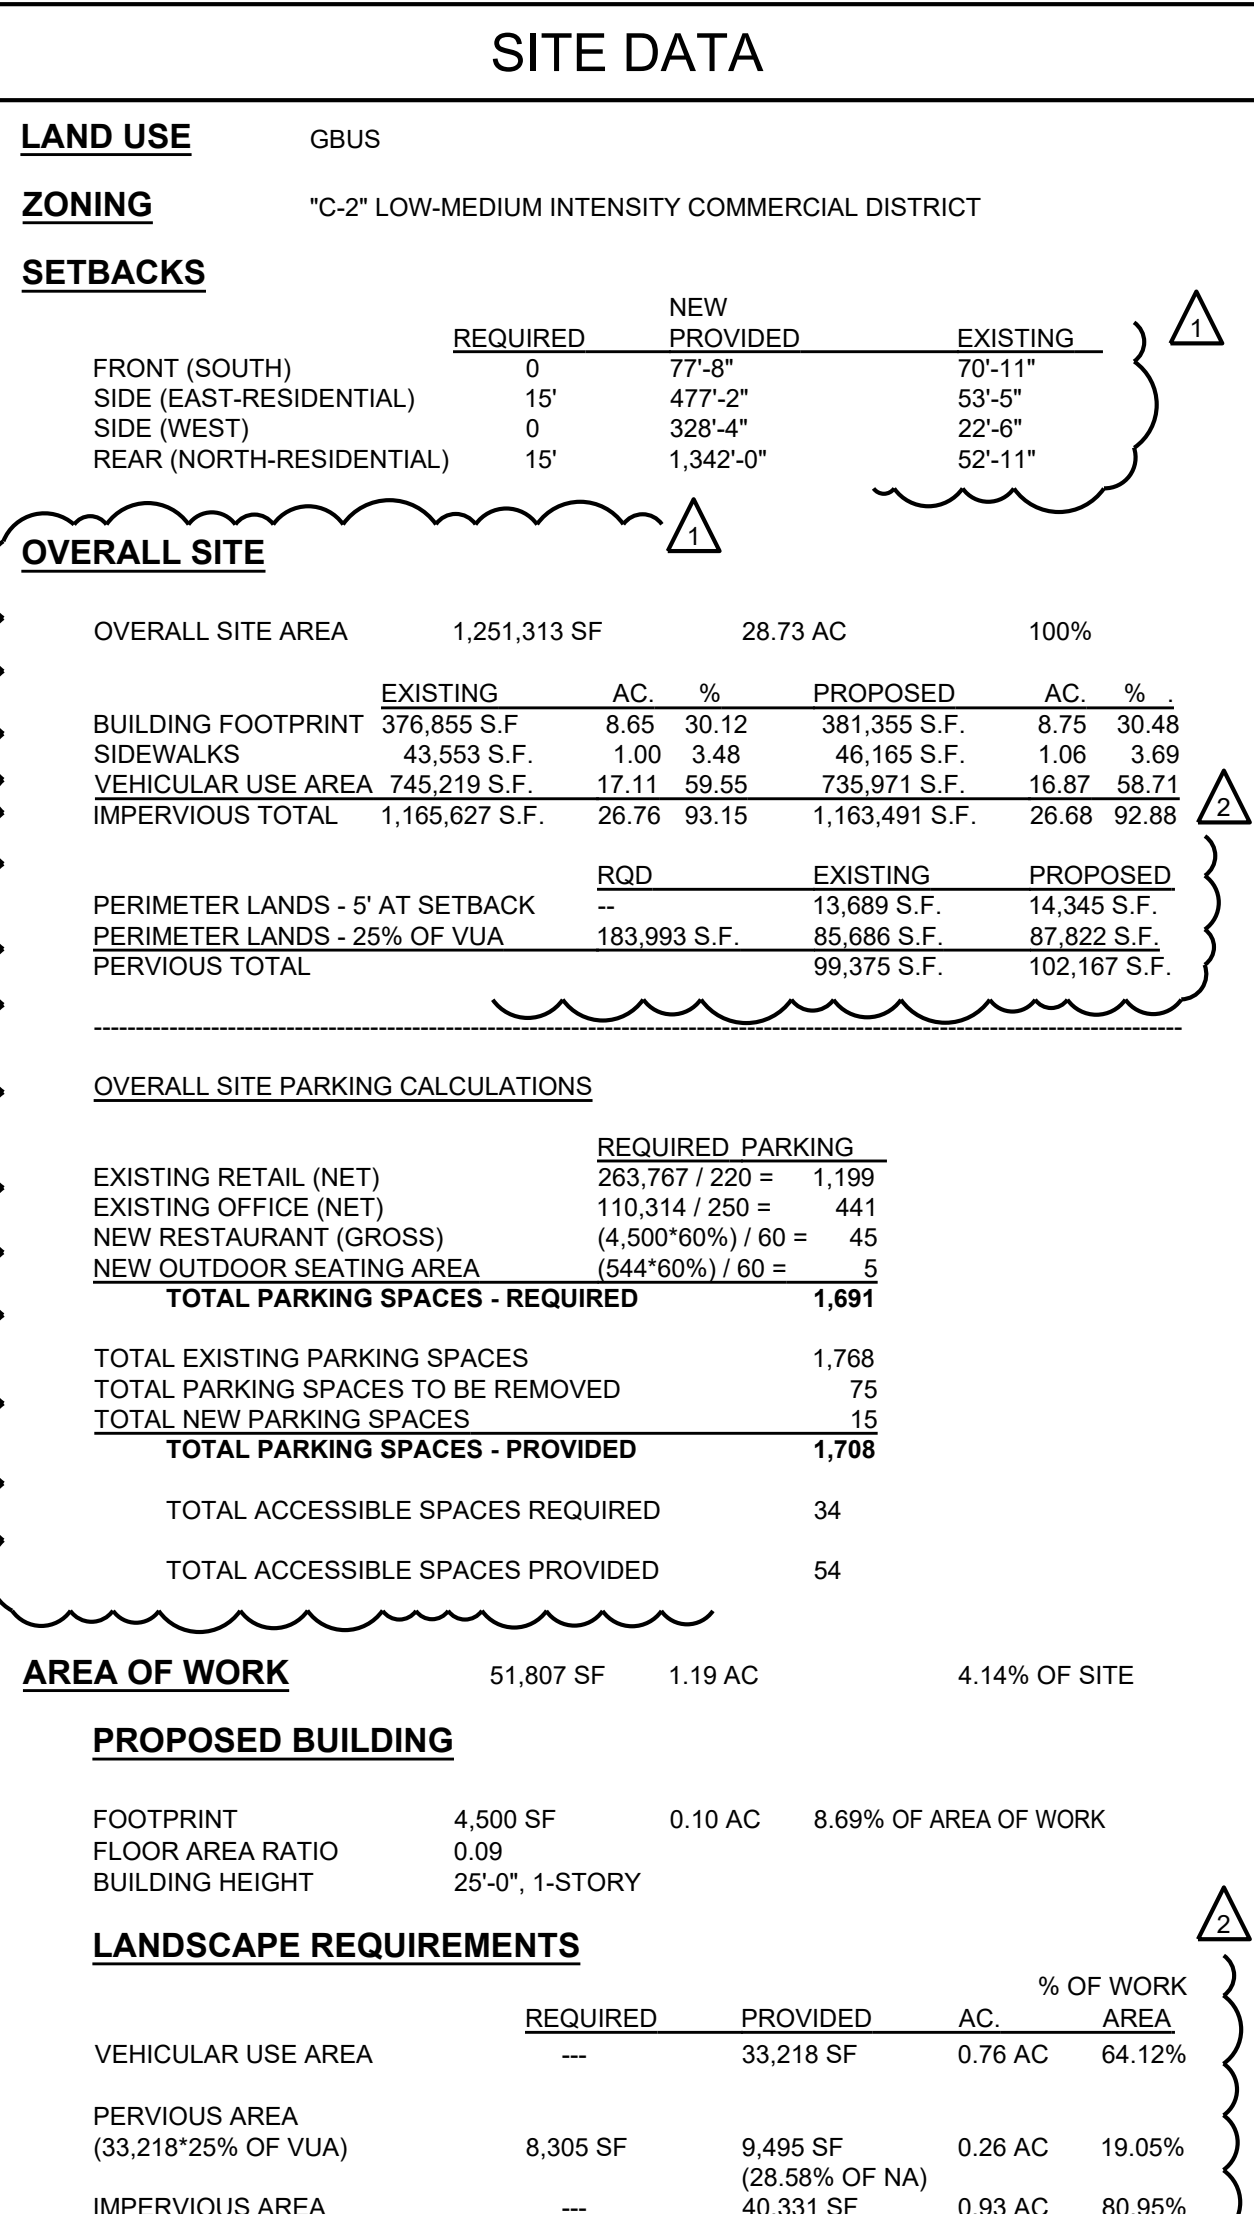 SITE DATA
LAND USE GBUS
ZONING "C-2" LOW-MEDIUM INTENSITY COMMERCIAL DISTRICT
SETBACKS
NEW
REQUIRED PROVIDED EXISTING
1
FRONT (SOUTH) 0 77'-8" 70'-11"
SIDE (EAST-RESIDENTIAL) 15' 477'-2" 53'-5"
SIDE (WEST) 0 328'-4" 22'-6"
REAR (NORTH-RESIDENTIAL) 15' 1,342'-0" 52'-11"
1
OVERALL SITE
OVERALL SITE AREA 1,251,313 SF 28.73 AC 100%
EXISTING AC. % PROPOSED AC. % .
BUILDING FOOTPRINT 376,855 S.F 8.65 30.12 381,355 S.F. 8.75 30.48
SIDEWALKS 43,553 S.F. 1.00 3.48 46,165 S.F. 1.06 3.69
VEHICULAR USE AREA 745,219 S.F. 17.11 59.55 735,971 S.F. 16.87 58.71
IMPERVIOUS TOTAL 1,165,627 S.F. 26.76 93.15 1,163,491 S.F. 26.68 92.88
2
RQD EXISTING PROPOSED
PERIMETER LANDS - 5' AT SETBACK -- 13,689 S.F. 14,345 S.F.
PERIMETER LANDS - 25% OF VUA 183,993 S.F. 85,686 S.F. 87,822 S.F.
PERVIOUS TOTAL 99,375 S.F. 102,167 S.F.
OVERALL SITE PARKING CALCULATIONS
REQUIRED PARKING
EXISTING RETAIL (NET) 263,767 / 220 = 1,199
EXISTING OFFICE (NET) 110,314 / 250 = 441
NEW RESTAURANT (GROSS) (4,500*60%) / 60 = 45
NEW OUTDOOR SEATING AREA (544*60%) / 60 = 5
TOTAL PARKING SPACES - REQUIRED 1,691
TOTAL EXISTING PARKING SPACES 1,768
TOTAL PARKING SPACES TO BE REMOVED 75
TOTAL NEW PARKING SPACES 15
TOTAL PARKING SPACES - PROVIDED 1,708
TOTAL ACCESSIBLE SPACES REQUIRED 34
TOTAL ACCESSIBLE SPACES PROVIDED 54
AREA OF WORK 51,807 SF 1.19 AC 4.14% OF SITE
PROPOSED BUILDING
FOOTPRINT 4,500 SF 0.10 AC 8.69% OF AREA OF WORK
FLOOR AREA RATIO 0.09
BUILDING HEIGHT 25'-0", 1-STORY
2
LANDSCAPE REQUIREMENTS
% OF WORK
REQUIRED PROVIDED AC. AREA
VEHICULAR USE AREA --- 33,218 SF 0.76 AC 64.12%
PERVIOUS AREA
(33,218*25% OF VUA) 8,305 SF 9,495 SF 0.26 AC 19.05%
(28.58% OF NA)
IMPERVIOUS AREA --- 40,331 SF 0.93 AC 80.95%